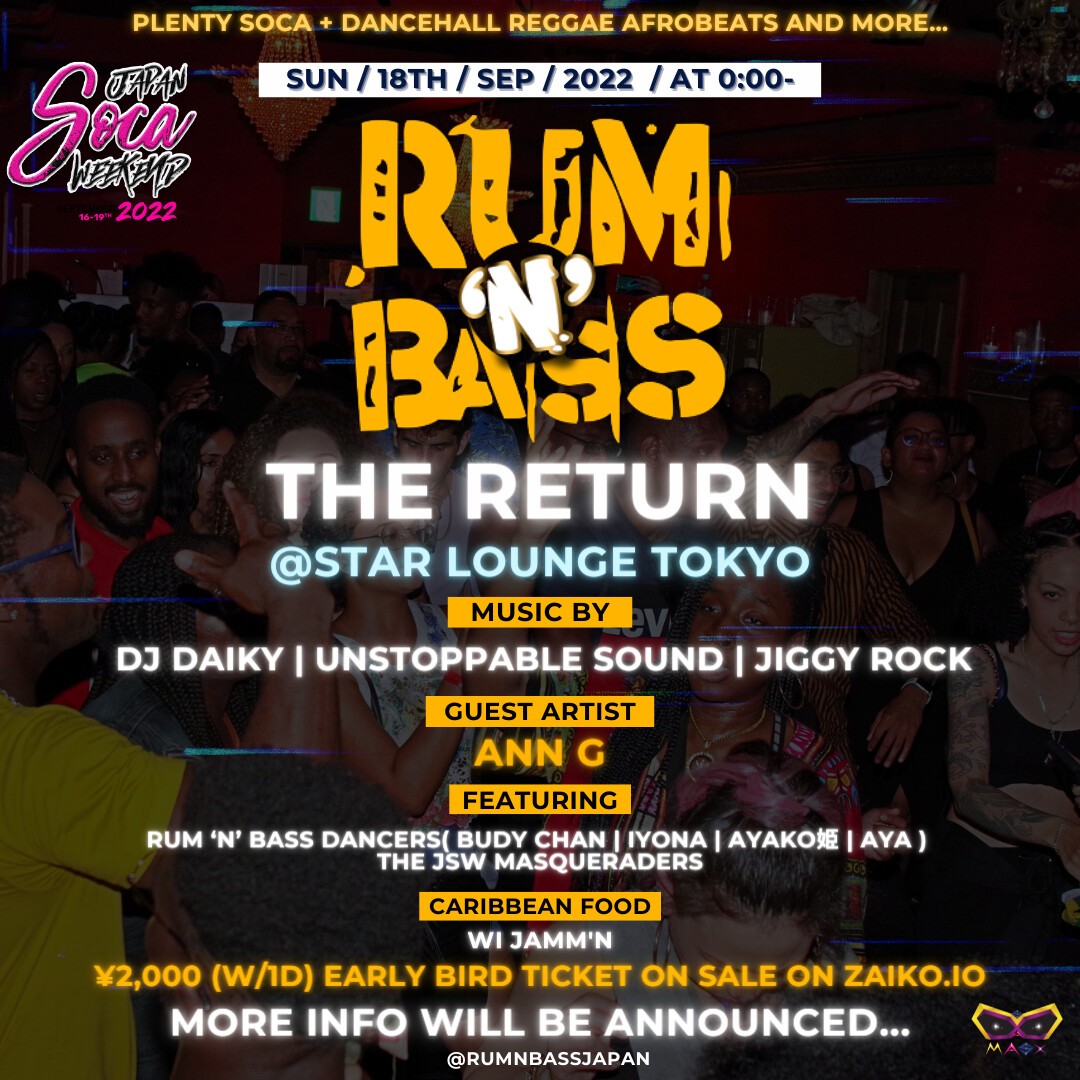 PLENTY SOCA + DANCEHALL REGGAE AFROBEATS AND MORE...
SUN / 18TH / SEP / 2022 / AT 0:00-
JAPAN
Soca
WEEKEND
16-19TH 2022
RUM
'N'
BASS
THE RETURN
@STAR LOUNGE TOKYO
MUSIC BY
DJ DAIKY | UNSTOPPABLE SOUND | JIGGY ROCK
GUEST ARTIST
ANN G
FEATURING
RUM 'N' BASS DANCERS( BUDY CHAN | IYONA | AYAKO姫 | AYA )
THE JSW MASQUERADERS
CARIBBEAN FOOD
WI JAMM'N
¥2,000 (W/1D) EARLY BIRD TICKET ON SALE ON ZAIKO.IO
MORE INFO WILL BE ANNOUNCED...
@RUMNBASSJAPAN